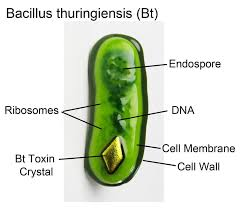 Bacillus thuringiensis (Bt)
Endospore
Ribosomes
DNA
Bt Toxin
Crystal
Cell Membrane
Cell Wall